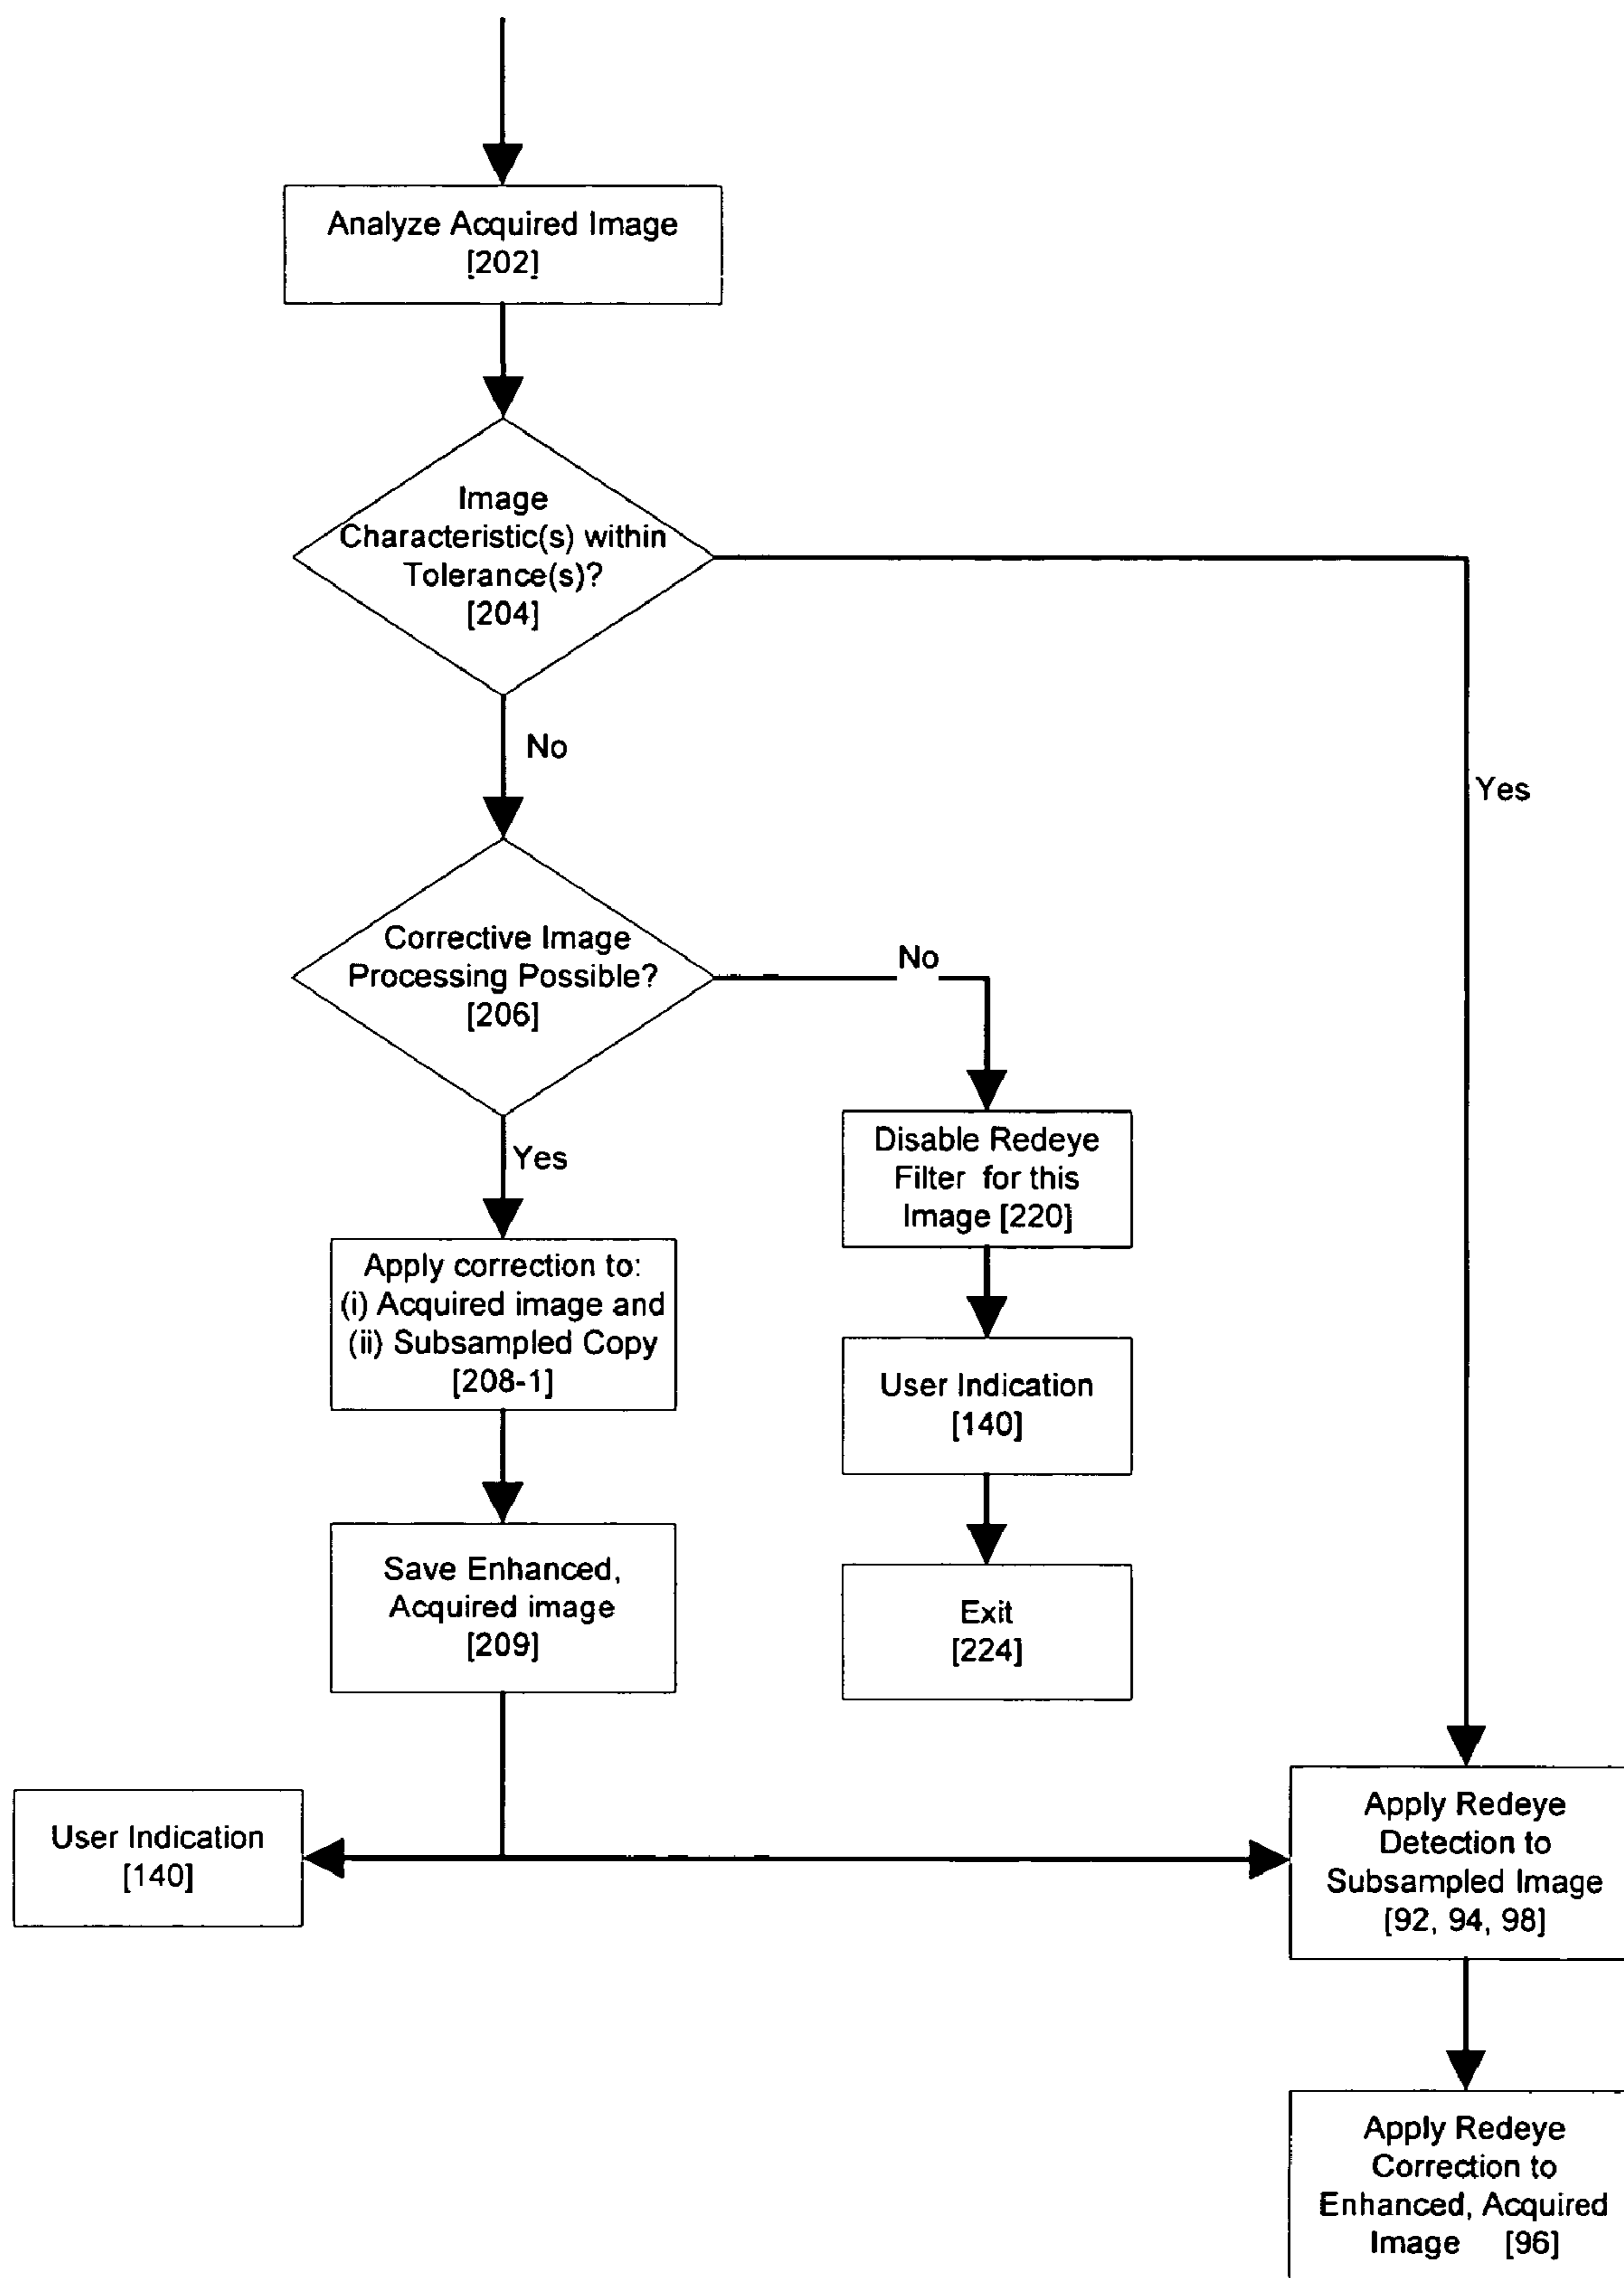 Analyze Acquired Image
[202]
Image
Characteristic(s) within
Tolerance(s)?
[204]
No
Yes
Corrective Image
Processing Possible?
[206]
No
Yes
Disable Redeye
Filter for this
Image [220]
Apply correction to:
(i) Acquired image and
(ii) Subsampled Copy
[208-1]
User Indication
[140]
Save Enhanced,
Acquired image
[209]
Exit
[224]
User Indication
[140]
Apply Redeye
Detection to
Subsampled Image
[92, 94, 98]
Apply Redeye
Correction to
Enhanced, Acquired
Image [96]